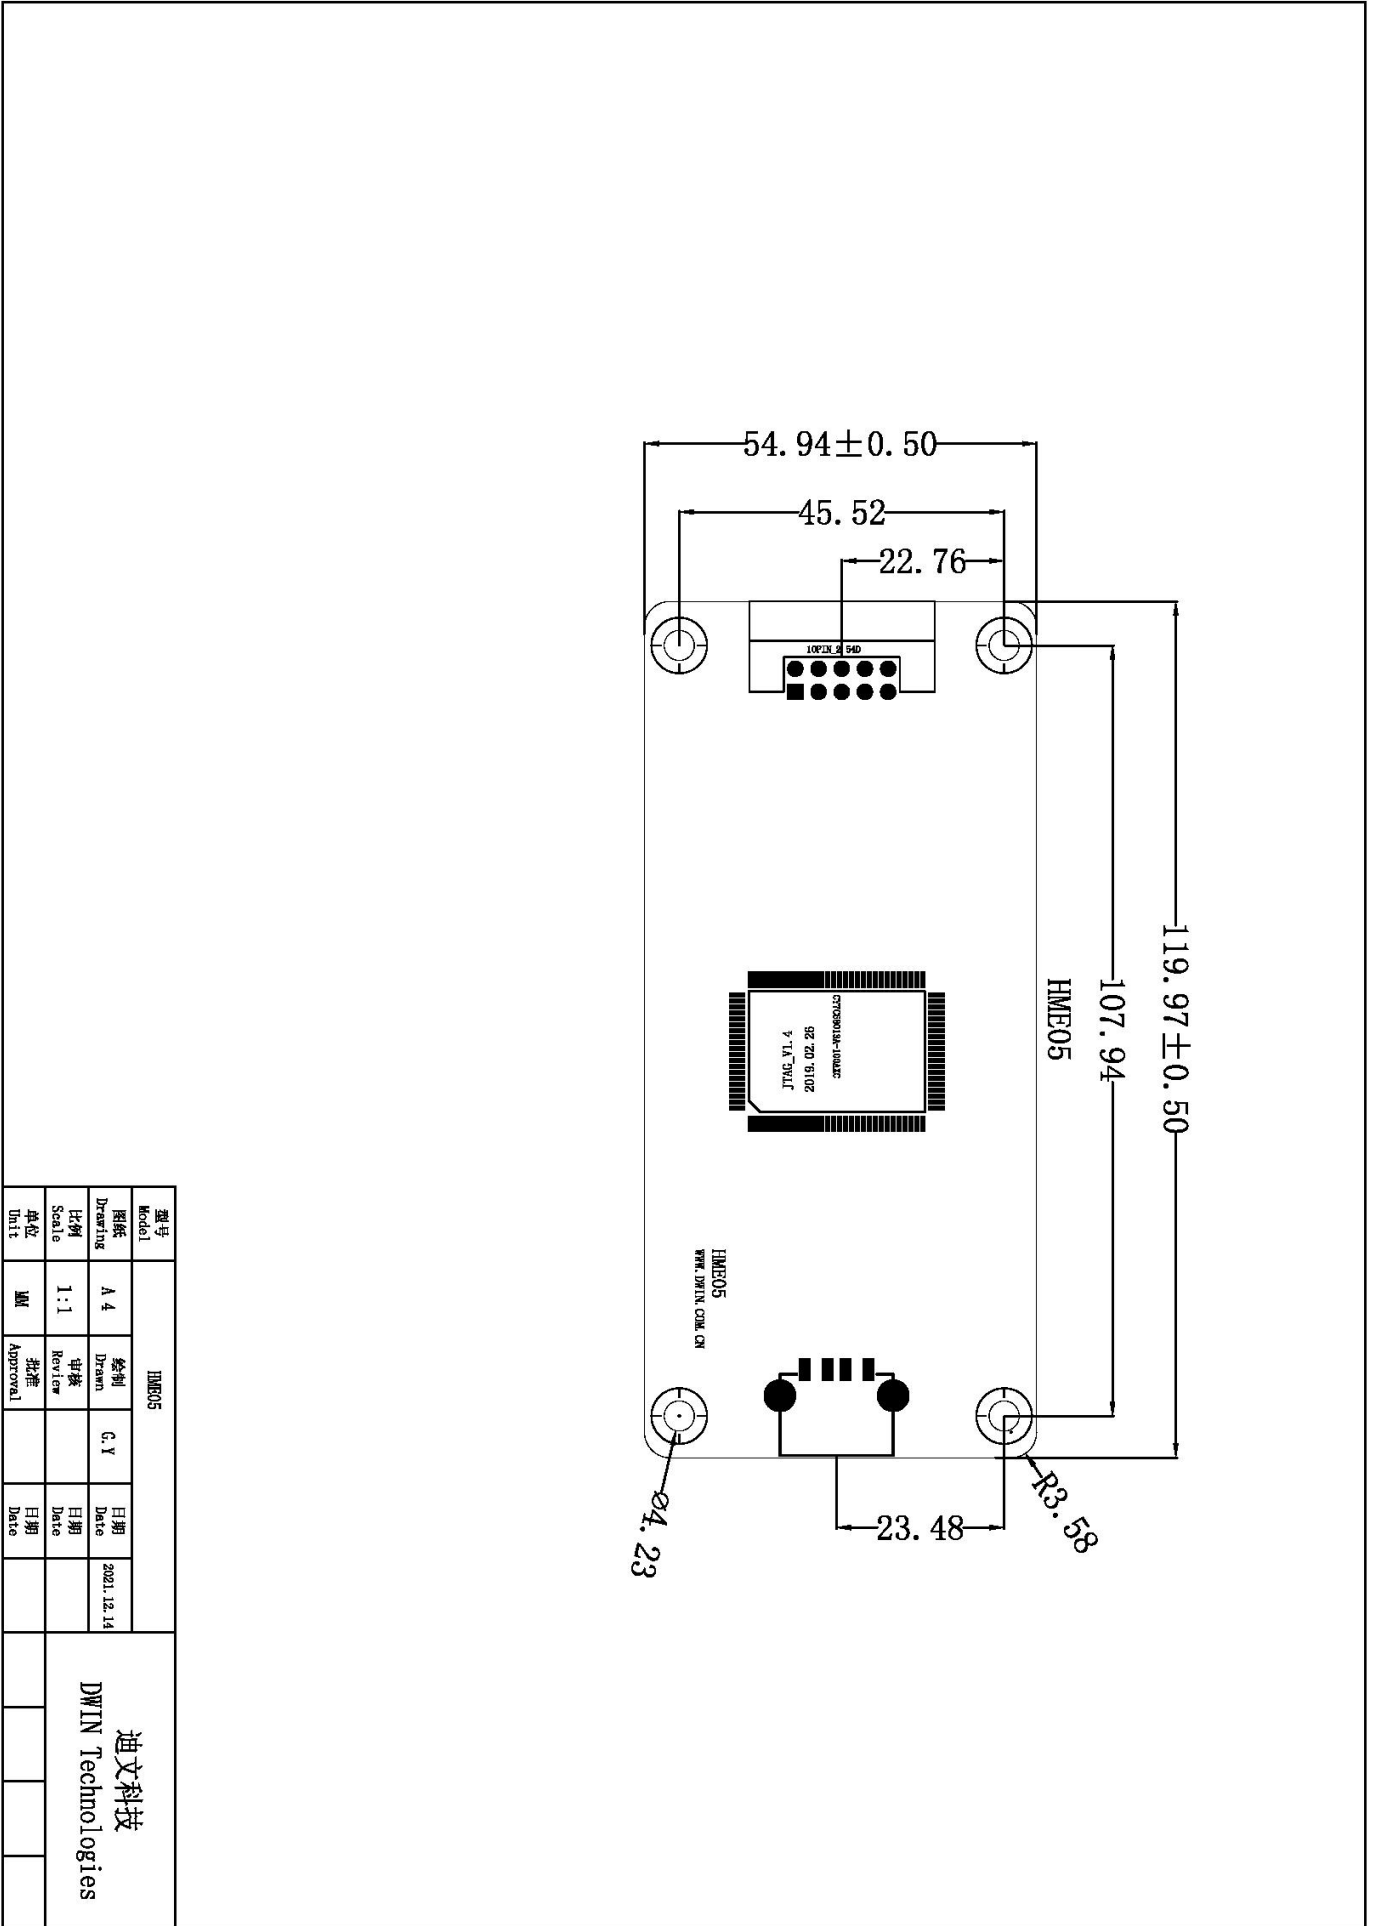 54.94±0.50
45.52
22.76
10PIN_2.54D
119.97±0.50
107.94
HME05
2019.02.26
JTAG_V1.4
HME05
WWW.DWIN.COM.CN
23.48
R3.58
ø4.23
型号
Model
HME05
图纸
Drawing
A4
绘制
Drawn
G.Y
日期
Date
2021.12.14
比例
Scale
1:1
审核
Review
日期
Date
单位
Unit
MM
批准
Approval
日期
Date
迪文科技
DWIN Technologies